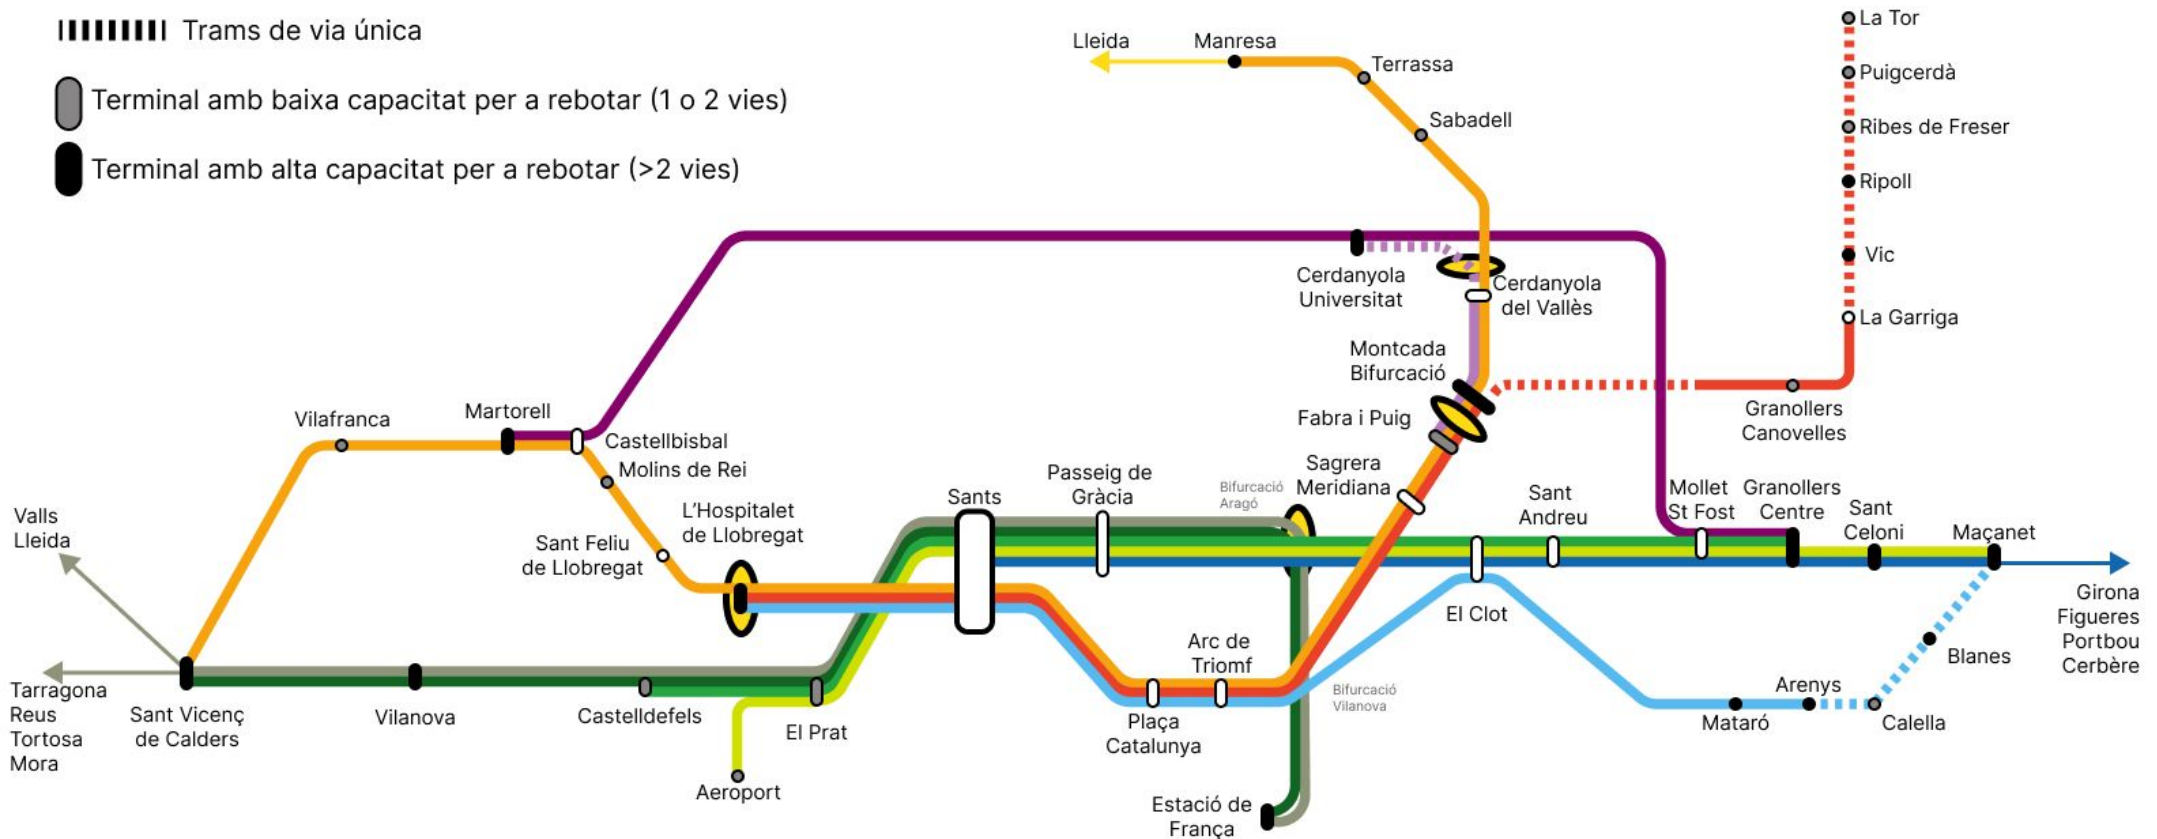 Trams de via única
Terminal amb baixa capacitat per a rebotar (1 o 2 vies)
Terminal amb alta capacitat per a rebotar (>2 vies)
Lleida
Manresa
Terrassa
Sabadell
La Tor
Puigcerdà
Ribes de Freser
Ripoll
Vic
La Garriga
Cerdanyola
Universitat
Cerdanyola
del Vallès
Montcada
Bifurcació
Fabra i Puig
Granollers
Canovelles
Vilafranca
Martorell
Castellbisbal
Molins de Rei
L'Hospitalet
de Llobregat
Sant Feliu
de Llobregat
Sants
Passeig de
Gràcia
Bifurcació
Aragó
Sagrera
Meridiana
Sant
Andreu
Mollet
St Fost
Granollers
Centre
Sant
Celoni
Maçanet
Valls
Lleida
Girona
Figueres
Portbou
Cerbère
El Clot
Arc de
Triomf
Blanes
Tarragona
Reus
Tortosa
Mora
Sant Vicenç
de Calders
Vilanova
Castelldefels
El Prat
Aeroport
Plaça
Catalunya
Bifurcació
Vilanova
Arenys
Mataró
Calella
Estació de
França